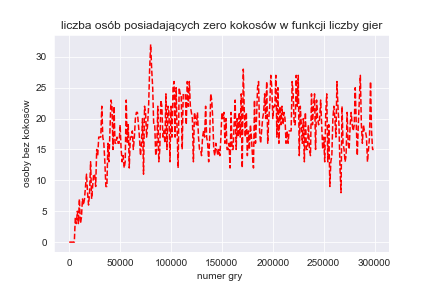 liczba osób posiadających zero kokosów w funkcji liczby gier
osoby bez kokosów
30
25
20
15
10
5
0
0 50000 100000 150000 200000 250000 300000
numer gry